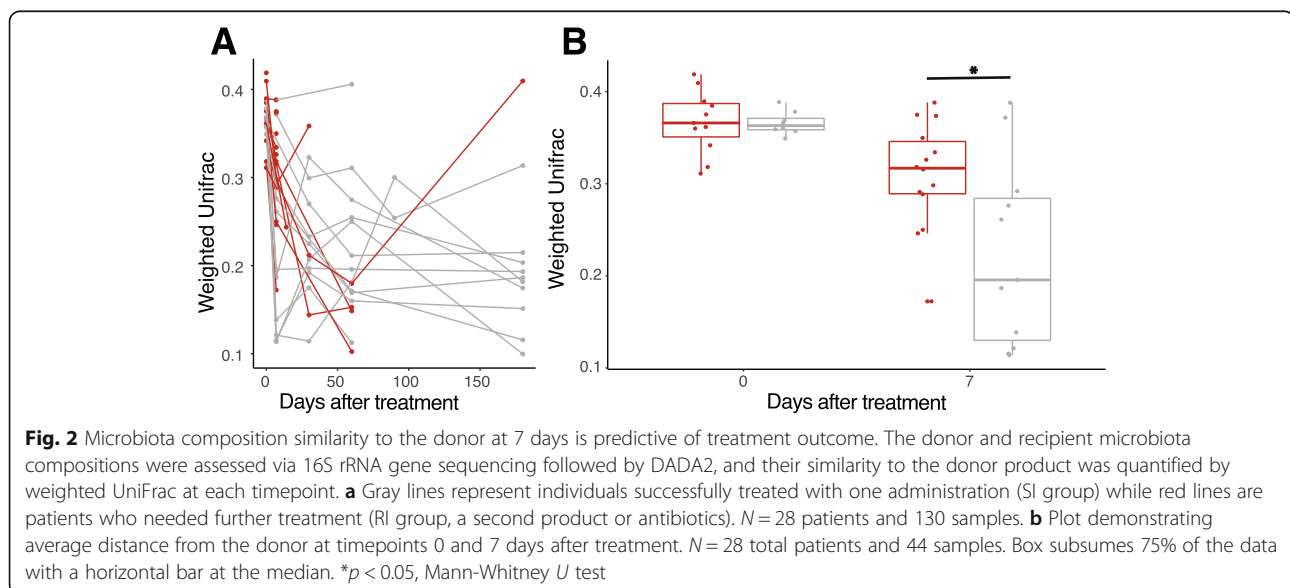 A
B
Weighted Unifrac
0.4
0.3
0.2
0.1
0 50 100 150
Days after treatment
Weighted Unifrac
0.4
0.3
0.2
0.1
*
0 7
Days after treatment
Fig. 2 Microbiota composition similarity to the donor at 7 days is predictive of treatment outcome. The donor and recipient microbiota
compositions were assessed via 16S rRNA gene sequencing followed by DADA2, and their similarity to the donor product was quantified by
weighted UniFrac at each timepoint. a Gray lines represent individuals successfully treated with one administration (SI group) while red lines are
patients who needed further treatment (RI group, a second product or antibiotics). N = 28 patients and 130 samples. b Plot demonstrating
average distance from the donor at timepoints 0 and 7 days after treatment. N = 28 total patients and 44 samples. Box subsumes 75% of the data
with a horizontal bar at the median. *p < 0.05, Mann-Whitney U test